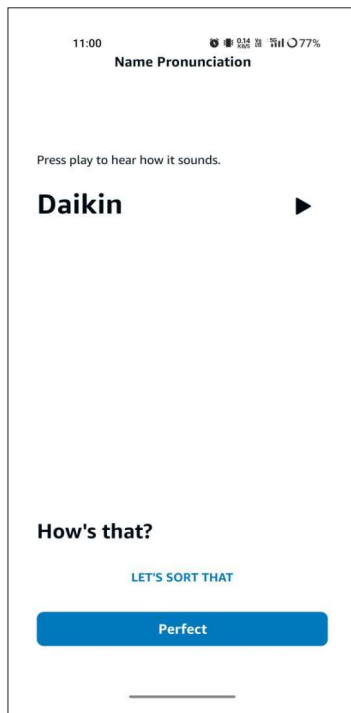 11:00 0.14 KB/S 5G 77%
Name Pronunciation
Press play to hear how it sounds.
Daikin
How's that?
LET'S SORT THAT
Perfect